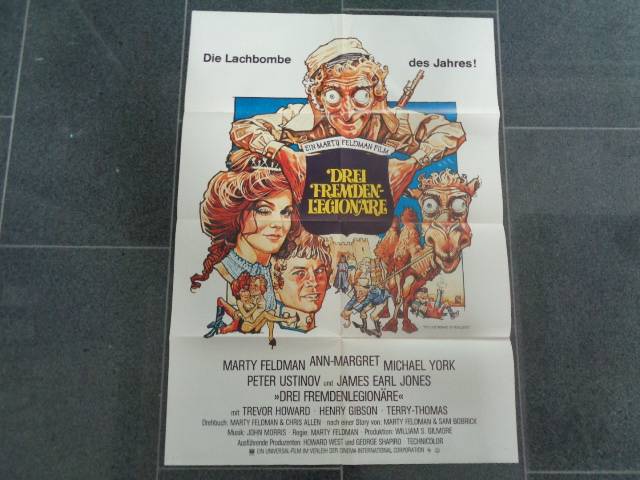 Die Lachbombe des Jahres!
EIN MARTY FELDMAN FILM
DREI
FREMDEN-
LEGIONÄRE
MARTY FELDMAN ANN-MARGRET MICHAEL YORK
PETER USTINOV und JAMES EARL JONES
»DREI FREMDENLEGIONÄRE«
mit TREVOR HOWARD · HENRY GIBSON · TERRY-THOMAS
Drehbuch: MARTY FELDMAN & CHRIS ALLEN · nach einer Story von: MARTY FELDMAN & SAM BOBRICK
Musik: JOHN MORRIS · Regie: MARTY FELDMAN · Produktion: WILLIAM S. GILMORE
Ausführende Produzenten: HOWARD WEST und GEORGE SHAPIRO · TECHNICOLOR
EIN UNIVERSAL-FILM IM VERLEIH DER CINEMA INTERNATIONAL CORPORATION